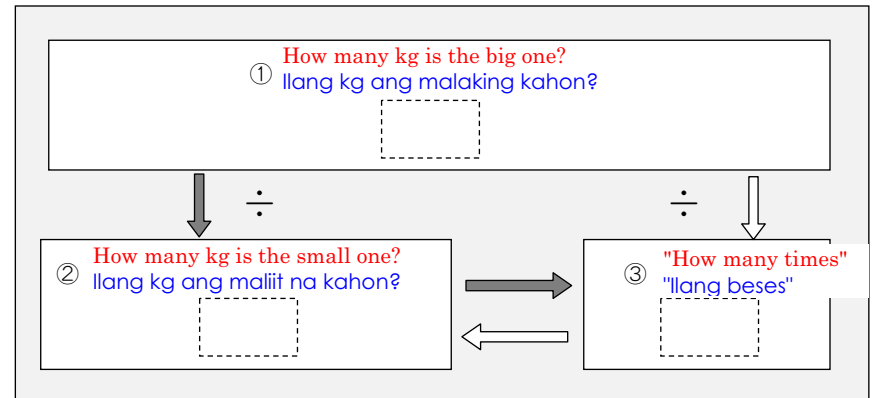 How many kg is the big one?
① Ilang kg ang malaking kahon?
÷ ÷
How many kg is the small one?
② Ilang kg ang maliit na kahon?
"How many times"
③ "Ilang beses"